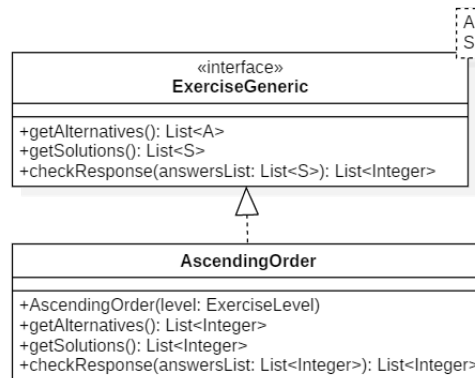 A
S
«interface»
ExerciseGeneric
+getAlternatives(): List<A>
+getSolutions(): List<S>
+checkResponse(answersList: List<S>): List<Integer>
AscendingOrder
+AscendingOrder(level: ExerciseLevel)
+getAlternatives(): List<Integer>
+getSolutions(): List<Integer>
+checkResponse(answersList: List<Integer>): List<Integer>